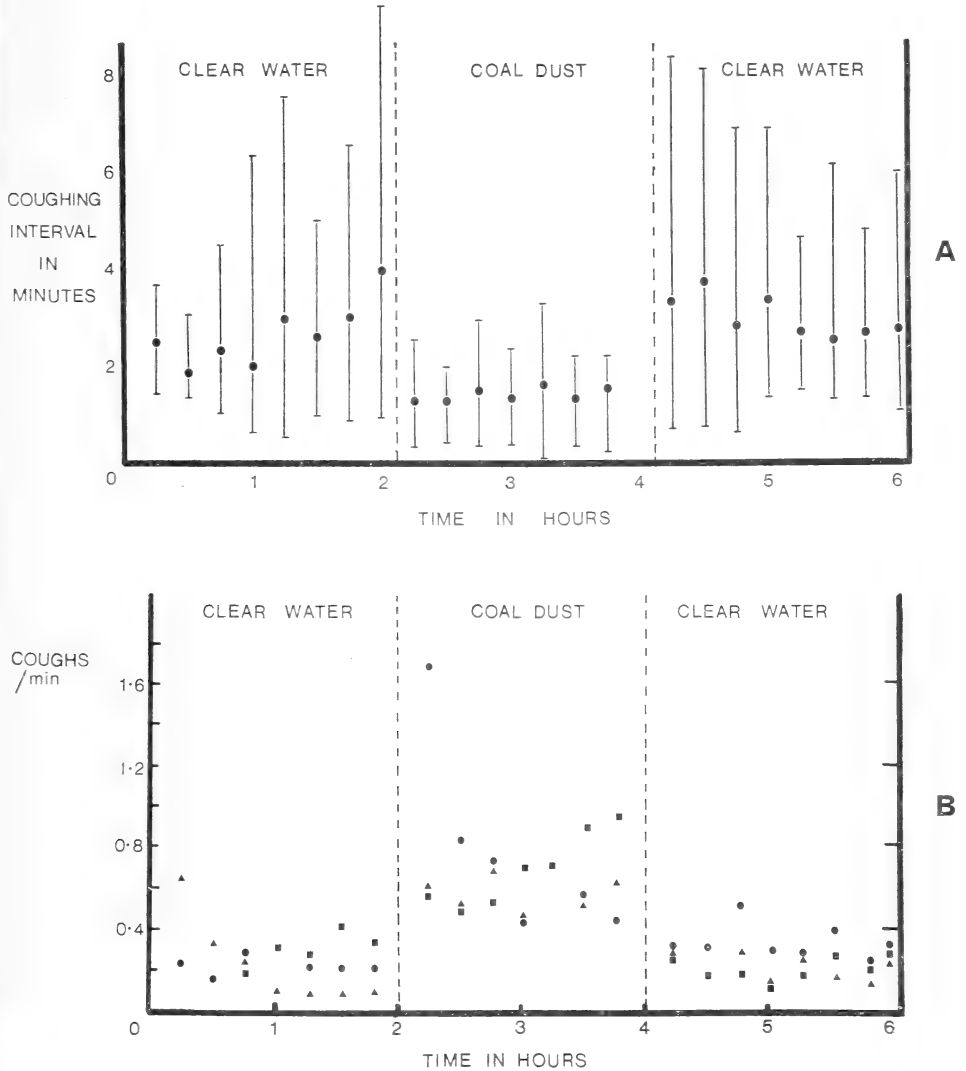 CLEAR WATER COAL DUST CLEAR WATER
8
6
COUGHING
INTERVAL
IN
MINUTES
4
2
0 1 2 3 4 5 6
TIME IN HOURS
A
CLEAR WATER COAL DUST CLEAR WATER
COUGHS
/min
1·6
1·2
0·8
0·4
0 1 2 3 4 5 6
TIME IN HOURS
B